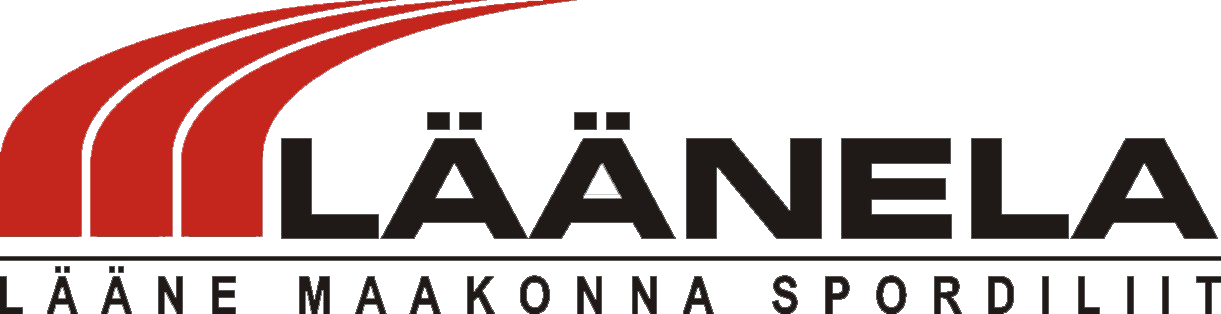 LÄÄNELA
LÄÄNE MAAKONNA SPORDILIIT